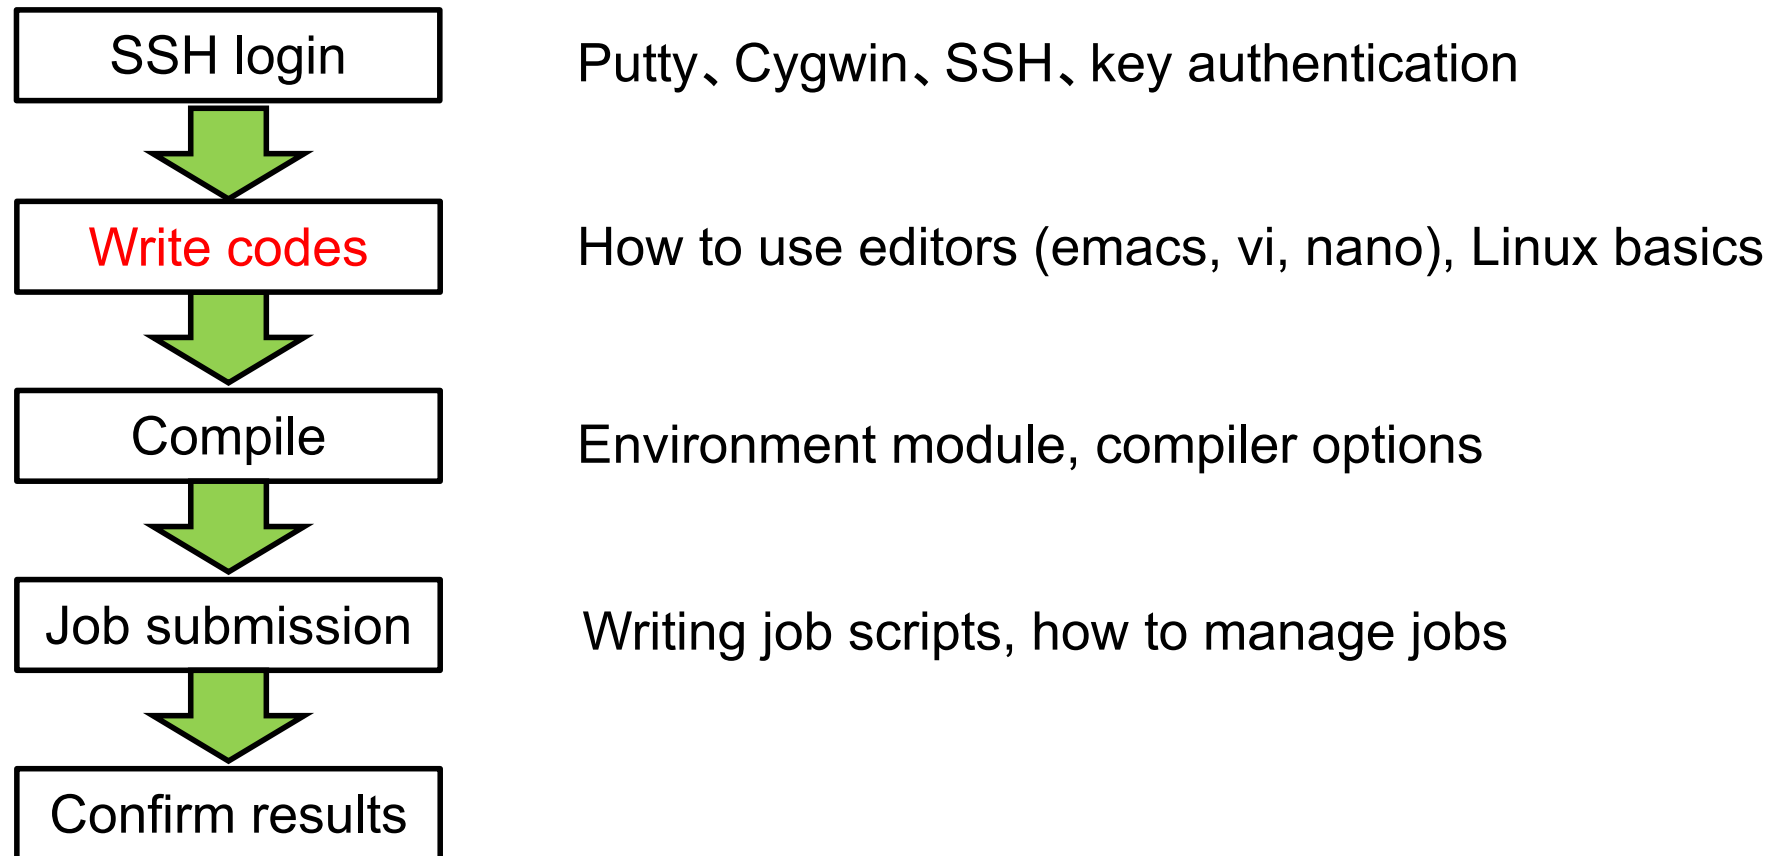 SSH login
Putty、Cygwin、SSH、key authentication
Write codes
How to use editors (emacs, vi, nano), Linux basics
Compile
Environment module, compiler options
Job submission
Writing job scripts, how to manage jobs
Confirm results